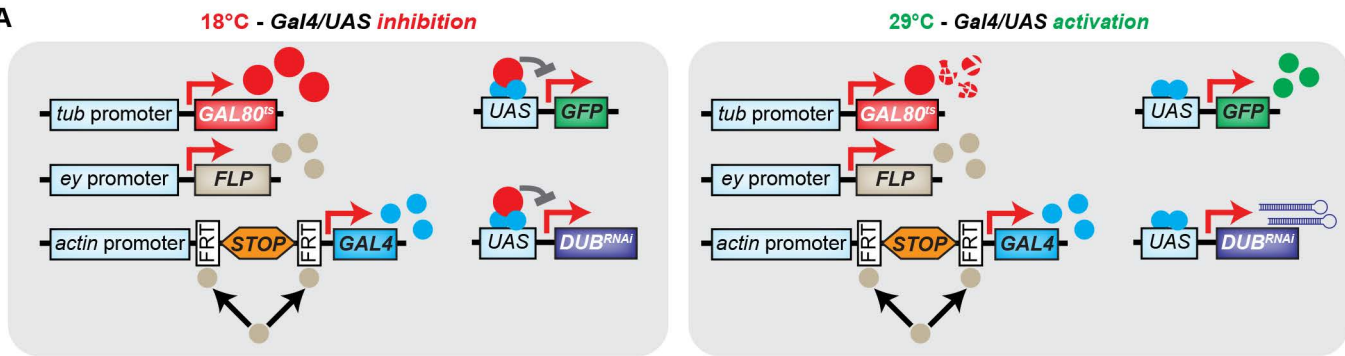 A
18°C - Gal4/UAS inhibition
tub promoter GAL80ts
UAS GFP
ey promoter FLP
actin promoter FRT STOP FRT GAL4
UAS DUBRNAi
29°C - Gal4/UAS activation
tub promoter GAL80ts
UAS GFP
ey promoter FLP
actin promoter FRT STOP FRT GAL4
UAS DUBRNAi